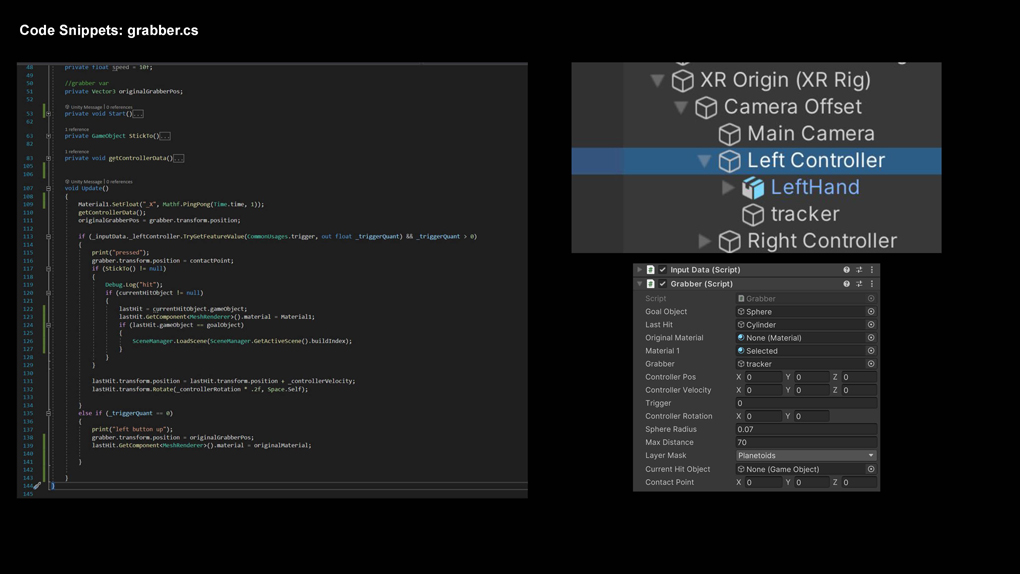 Code Snippets: grabber.cs
48 private float speed = 10f;
49
50 //grabber var
51 private Vector3 originalGrabberPos;
52
Unity Message | 0 references
53 private void Start()...
62
1 reference
63 private GameObject StickTo()...
82
1 reference
83 private void getControllerData()...
105
106
Unity Message | 0 references
107 void Update()
108 {
109 Material1.SetFloat("_X", Mathf.PingPong(Time.time, 1));
110 getControllerData();
111 originalGrabberPos = grabber.transform.position;
112
113 if (_inputData._leftController.TryGetFeatureValue(CommonUsages.trigger, out float _triggerQuant) && _triggerQuant > 0)
114 {
115 print("pressed");
116 grabber.transform.position = contactPoint;
117 if (StickTo() != null)
118 {
119 Debug.Log("hit");
120 if (currentHitObject != null)
121 {
122 lastHit = currentHitObject.gameObject;
123 lastHit.GetComponent<MeshRenderer>().material = Material1;
124 if (lastHit.gameObject == goalObject)
125 {
126 SceneManager.LoadScene(SceneManager.GetActiveScene().buildIndex);
127 }
128 }
129 }
130
131 lastHit.transform.position = lastHit.transform.position + _controllerVelocity;
132 lastHit.transform.Rotate(_controllerRotation * .2f, Space.Self);
133
134 }
135 else if (_triggerQuant == 0)
136 {
137 print("left button up");
138 grabber.transform.position = originalGrabberPos;
139 lastHit.GetComponent<MeshRenderer>().material = originalMaterial;
140
141 }
142
143 }
144 }
145
XR Origin (XR Rig)
Camera Offset
Main Camera
Left Controller
LeftHand
tracker
Right Controller
Input Data (Script)
Grabber (Script)
Script Grabber
Goal Object Sphere
Last Hit Cylinder
Original Material None (Material)
Material 1 Selected
Grabber tracker
Controller Pos X 0 Y 0 Z 0
Controller Velocity X 0 Y 0 Z 0
Trigger 0
Controller Rotation X 0 Y 0
Sphere Radius 0.07
Max Distance 70
Layer Mask Planetoids
Current Hit Object None (Game Object)
Contact Point X 0 Y 0 Z 0